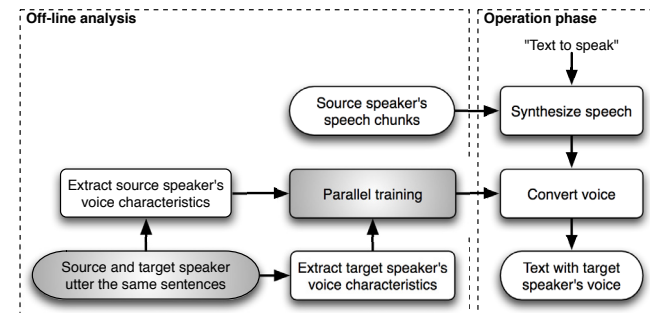 Off-line analysis
Operation phase
"Text to speak"
Source speaker's
speech chunks
Synthesize speech
Extract source speaker's
voice characteristics
Parallel training
Convert voice
Source and target speaker
utter the same sentences
Extract target speaker's
voice characteristics
Text with target
speaker's voice